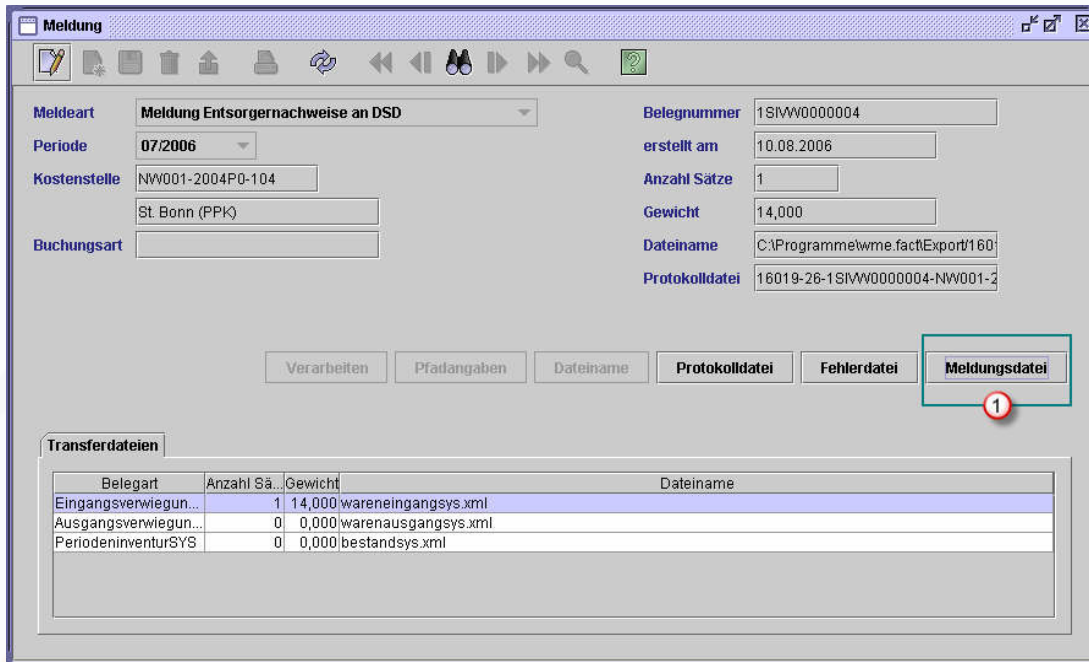 Meldung
Meldeart Meldung Entsorgernachweise an DSD
Periode 07/2006
Kostenstelle NW001-2004P0-104
St. Bonn (PPK)
Buchungsart
Belegnummer 1SIVW0000004
erstellt am 10.08.2006
Anzahl Sätze 1
Gewicht 14,000
Dateiname C:\Programme\wme.fact\Export/160
Protokolldatei 16019-26-1SIVW0000004-NW001-2
Verarbeiten Pfadangaben Dateiname Protokolldatei Fehlerdatei Meldungsdatei
1
Transferdateien
Belegart Anzahl Sä... Gewicht Dateiname
Eingangsverwiegun... 1 14,000 wareneingangsys.xml
Ausgangsverwiegun... 0 0,000 warenausgangsys.xml
PeriodeninventurSYS 0 0,000 bestandsys.xml